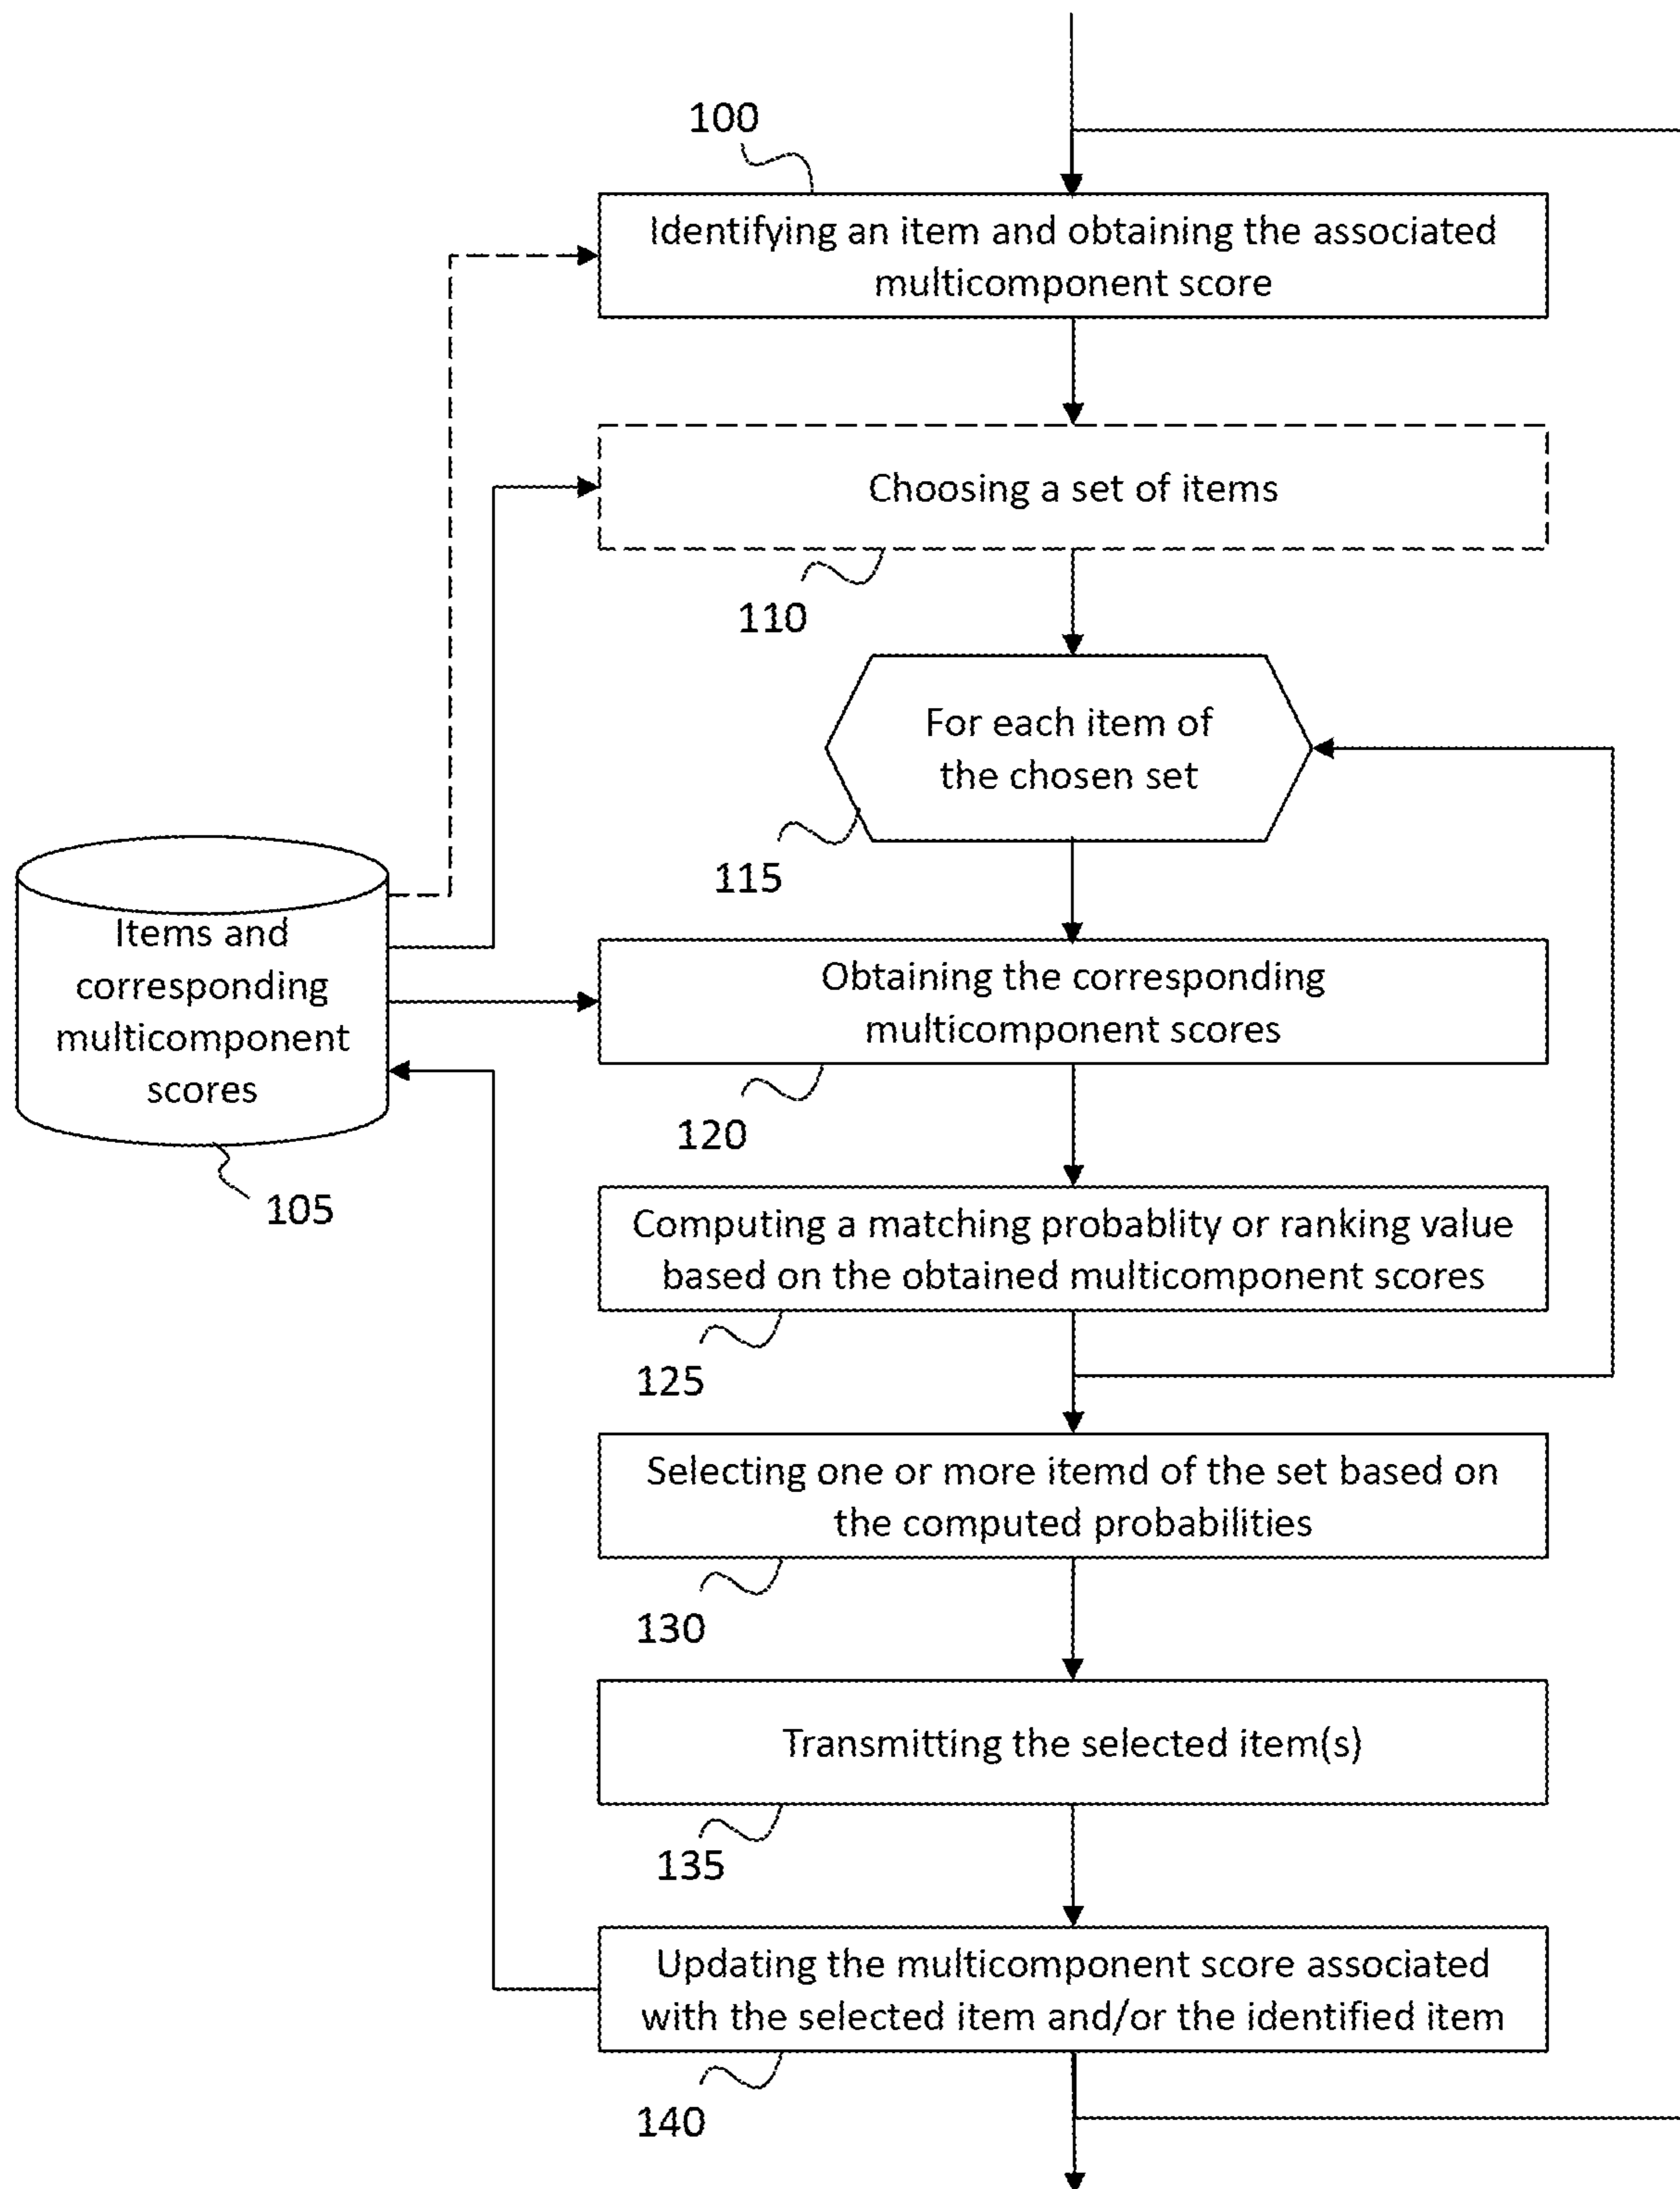 100
Identifying an item and obtaining the associated
multicomponent score
Choosing a set of items
110
For each item of
the chosen set
115
Items and
corresponding
multicomponent
scores
105
Obtaining the corresponding
multicomponent scores
120
Computing a matching probablity or ranking value
based on the obtained multicomponent scores
125
Selecting one or more itemd of the set based on
the computed probabilities
130
Transmitting the selected item(s)
135
Updating the multicomponent score associated
with the selected item and/or the identified item
140